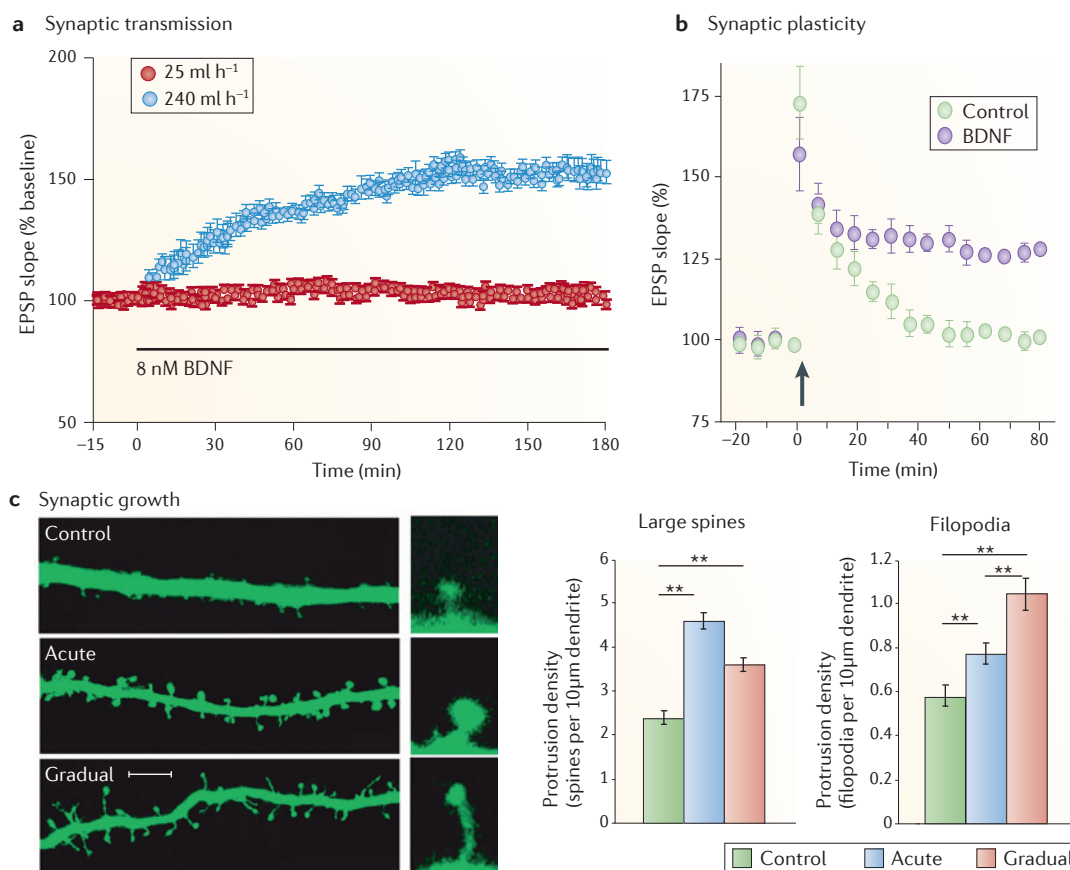 a Synaptic transmission
200
150
100
50
EPSP slope (% baseline)
25 ml h⁻¹
240 ml h⁻¹
8 nM BDNF
−15 0 30 60 90 120 150 180
Time (min)
b Synaptic plasticity
175
150
125
100
75
EPSP slope (%)
Control
BDNF
−20 0 20 40 60 80
Time (min)
c Synaptic growth
Control
Acute
Gradual
Large spines
6
5
4
3
2
1
0
Protrusion density
(spines per 10µm dendrite)
**
**
Filopodia
1.2
1.0
0.8
0.6
0.4
0.2
0
Protrusion density
(filopodia per 10µm dendrite)
**
**
**
Control Acute Gradual